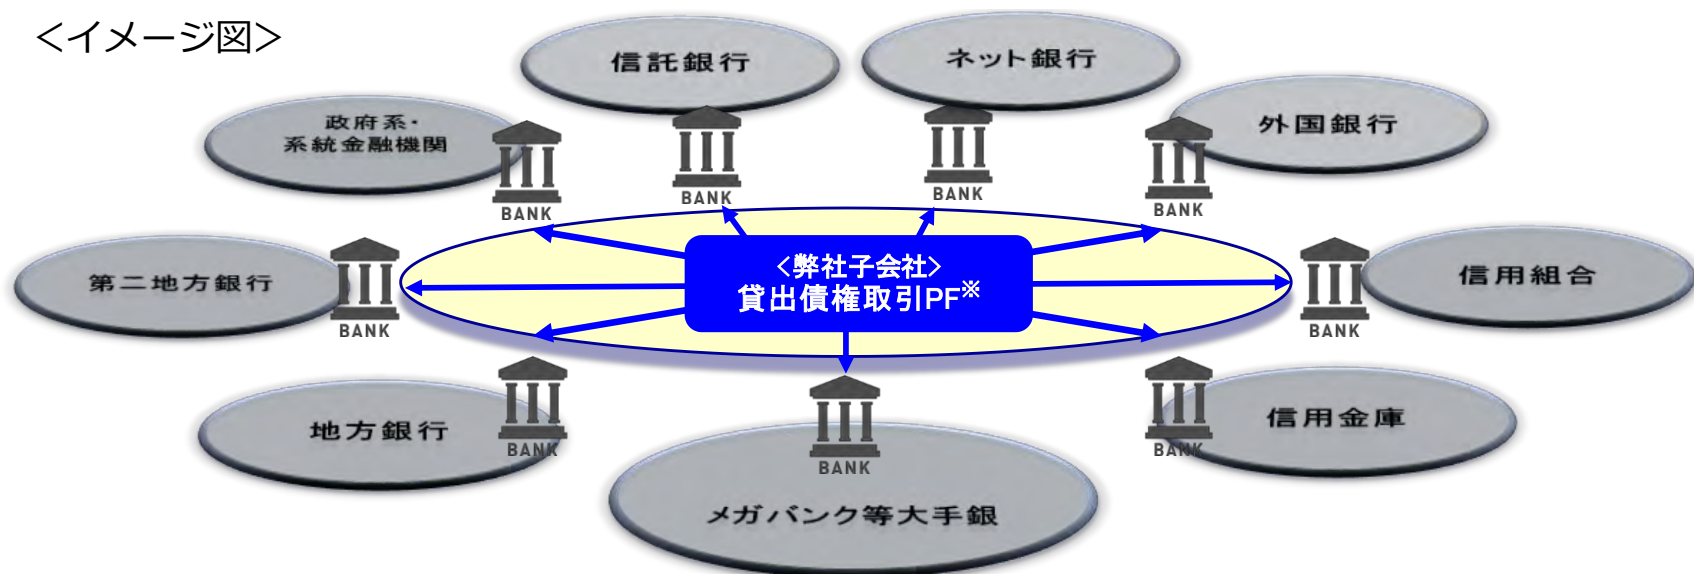 ＜イメージ図＞
信託銀行
ネット銀行
政府系・
系統金融機関
外国銀行
BANK
BANK
BANK
BANK
第二地方銀行
BANK
＜弊社子会社＞
貸出債権取引PF※
信用組合
BANK
地方銀行
BANK
メガバンク等大手銀
BANK
信用金庫
BANK